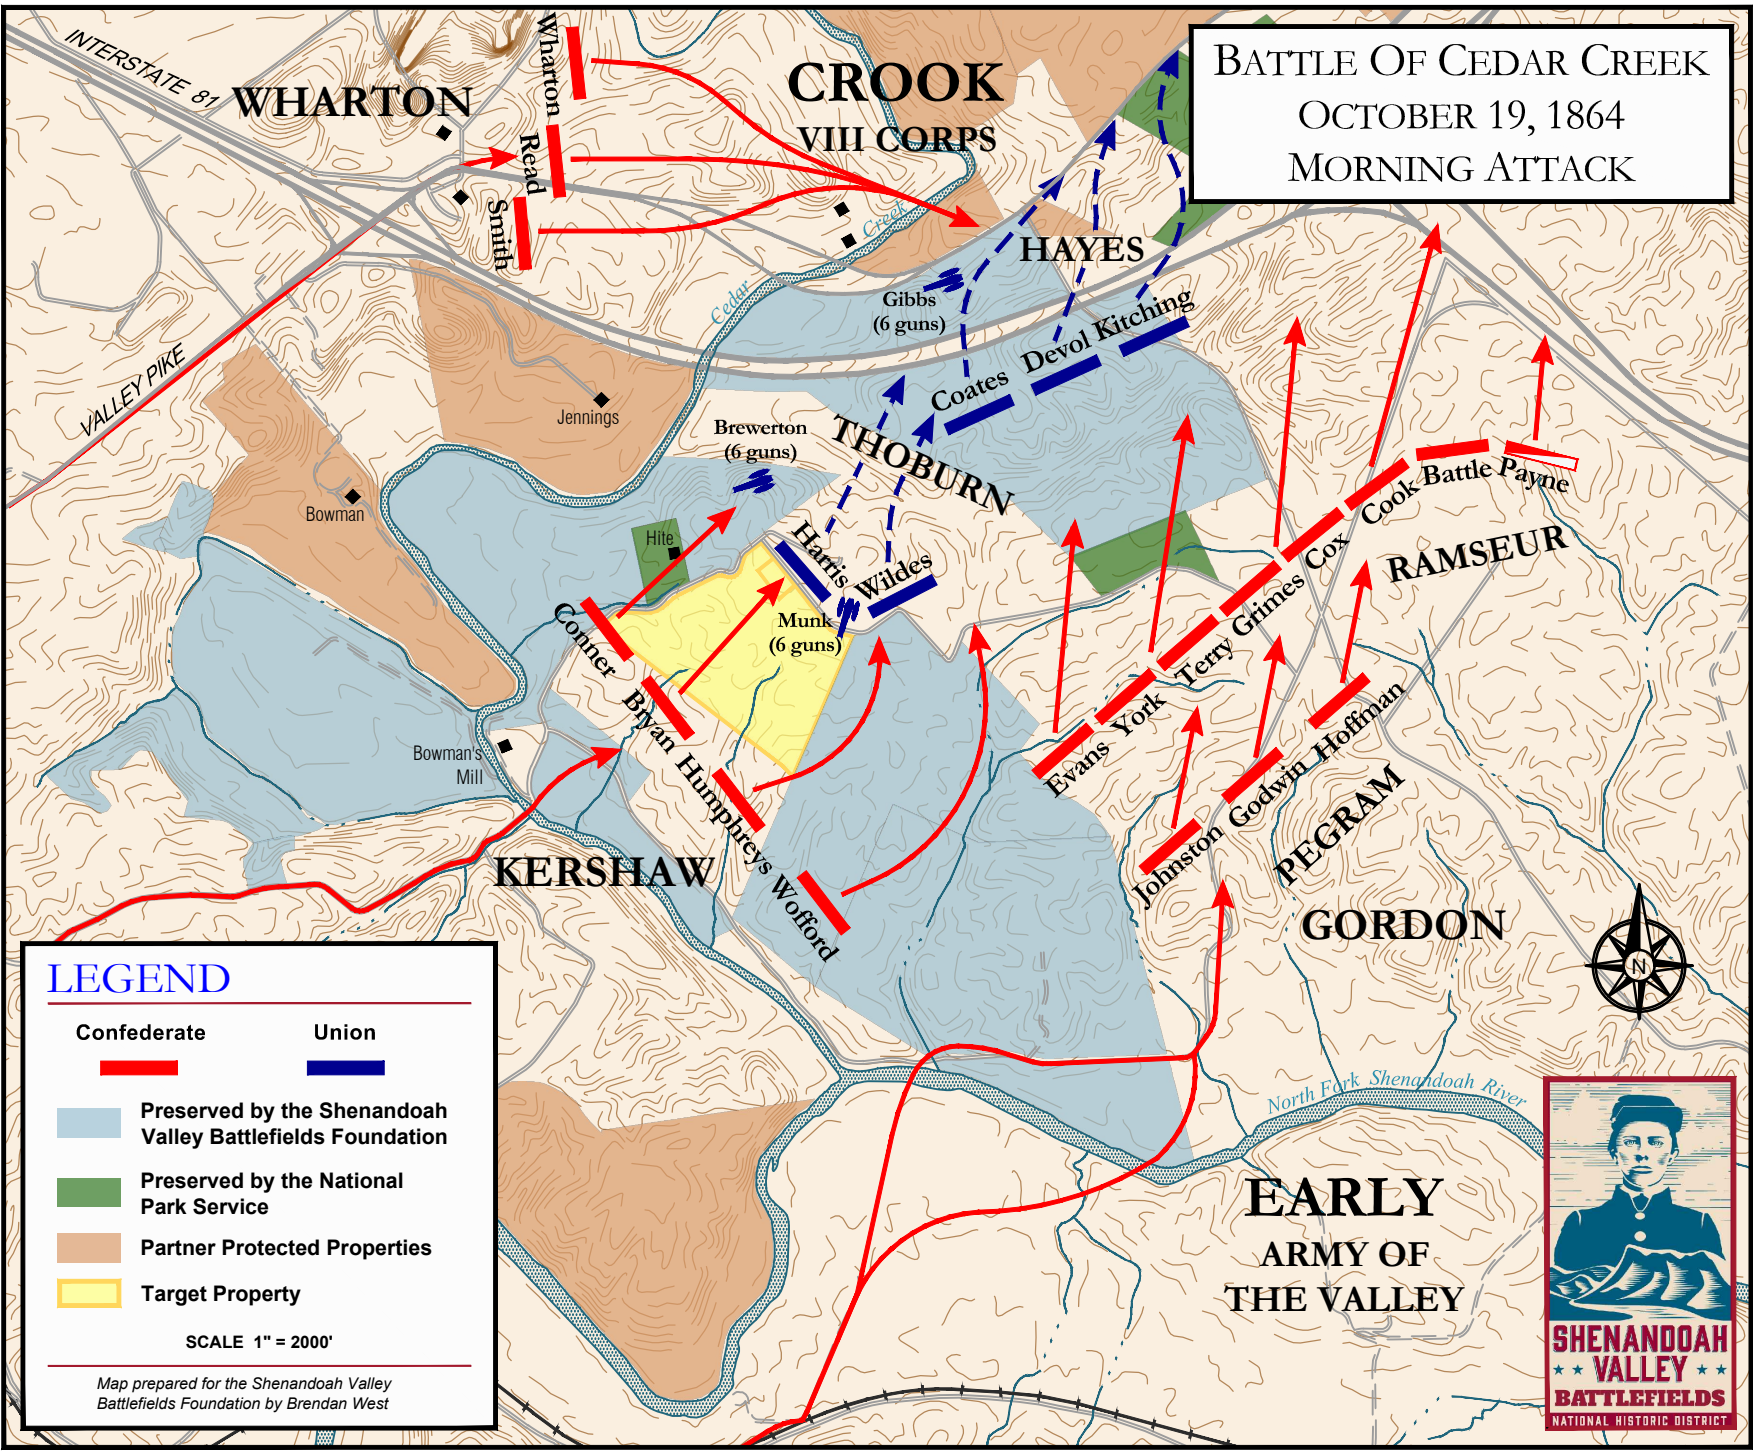 BATTLE OF CEDAR CREEK
OCTOBER 19, 1864
MORNING ATTACK
INTERSTATE 81
WHARTON
Wharton
Read
Smith
CROOK
VIII CORPS
Creek
Cedar
HAYES
Gibbs
(6 guns)
VALLEY PIKE
Coates
Devol
Kitching
Jennings
Brewerton
(6 guns)
THOBURN
Bowman
Hite
Harris
Wildes
Munk
(6 guns)
Cook
Battle
Payne
RAMSEUR
Conner
Bryan
Humphreys
Wofford
Evans
York
Terry
Grimes
Cox
Bowman's
Mill
KERSHAW
Johnston
Godwin
Hoffman
PEGRAM
GORDON
N
North Fork Shenandoah River
EARLY
ARMY OF
THE VALLEY
LEGEND
Confederate
Union
Preserved by the Shenandoah
Valley Battlefields Foundation
Preserved by the National
Park Service
Partner Protected Properties
Target Property
SCALE 1" = 2000'
Map prepared for the Shenandoah Valley
Battlefields Foundation by Brendan West
SHENANDOAH
VALLEY
BATTLEFIELDS
NATIONAL HISTORIC DISTRICT